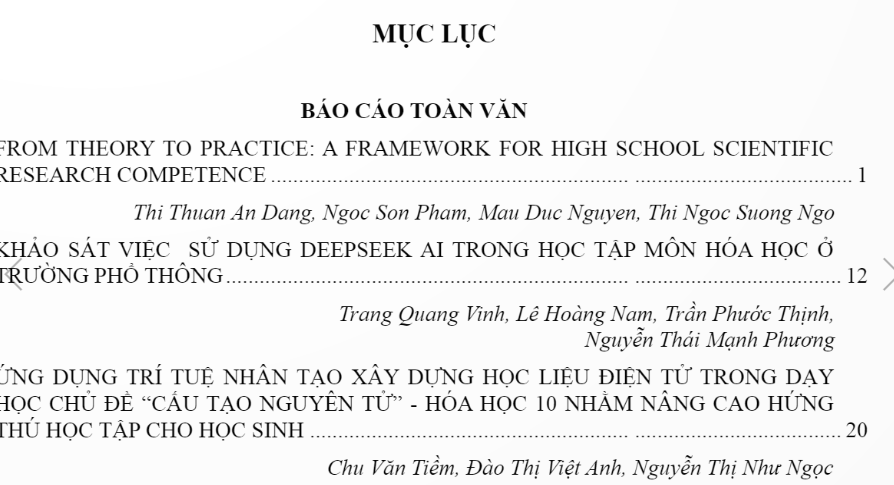 MỤC LỤC
BÁO CÁO TOÀN VĂN
FROM THEORY TO PRACTICE: A FRAMEWORK FOR HIGH SCHOOL SCIENTIFIC
RESEARCH COMPETENCE ........................................................... ................................... 1
Thi Thuan An Dang, Ngoc Son Pham, Mau Duc Nguyen, Thi Ngoc Suong Ngo
KHẢO SÁT VIỆC SỬ DỤNG DEEPSEEK AI TRONG HỌC TẬP MÔN HÓA HỌC Ở
TRƯỜNG PHỔ THÔNG .................................................................. ................................. 12
Trang Quang Vinh, Lê Hoàng Nam, Trần Phước Thịnh,
Nguyễn Thái Mạnh Phương
ỨNG DỤNG TRÍ TUỆ NHÂN TẠO XÂY DỰNG HỌC LIỆU ĐIỆN TỬ TRONG DẠY
HỌC CHỦ ĐỀ “CẤU TẠO NGUYÊN TỬ” - HÓA HỌC 10 NHẰM NÂNG CAO HỨNG
THÚ HỌC TẬP CHO HỌC SINH .................................................... ................................. 20
Chu Văn Tiềm, Đào Thị Việt Anh, Nguyễn Thị Như Ngọc